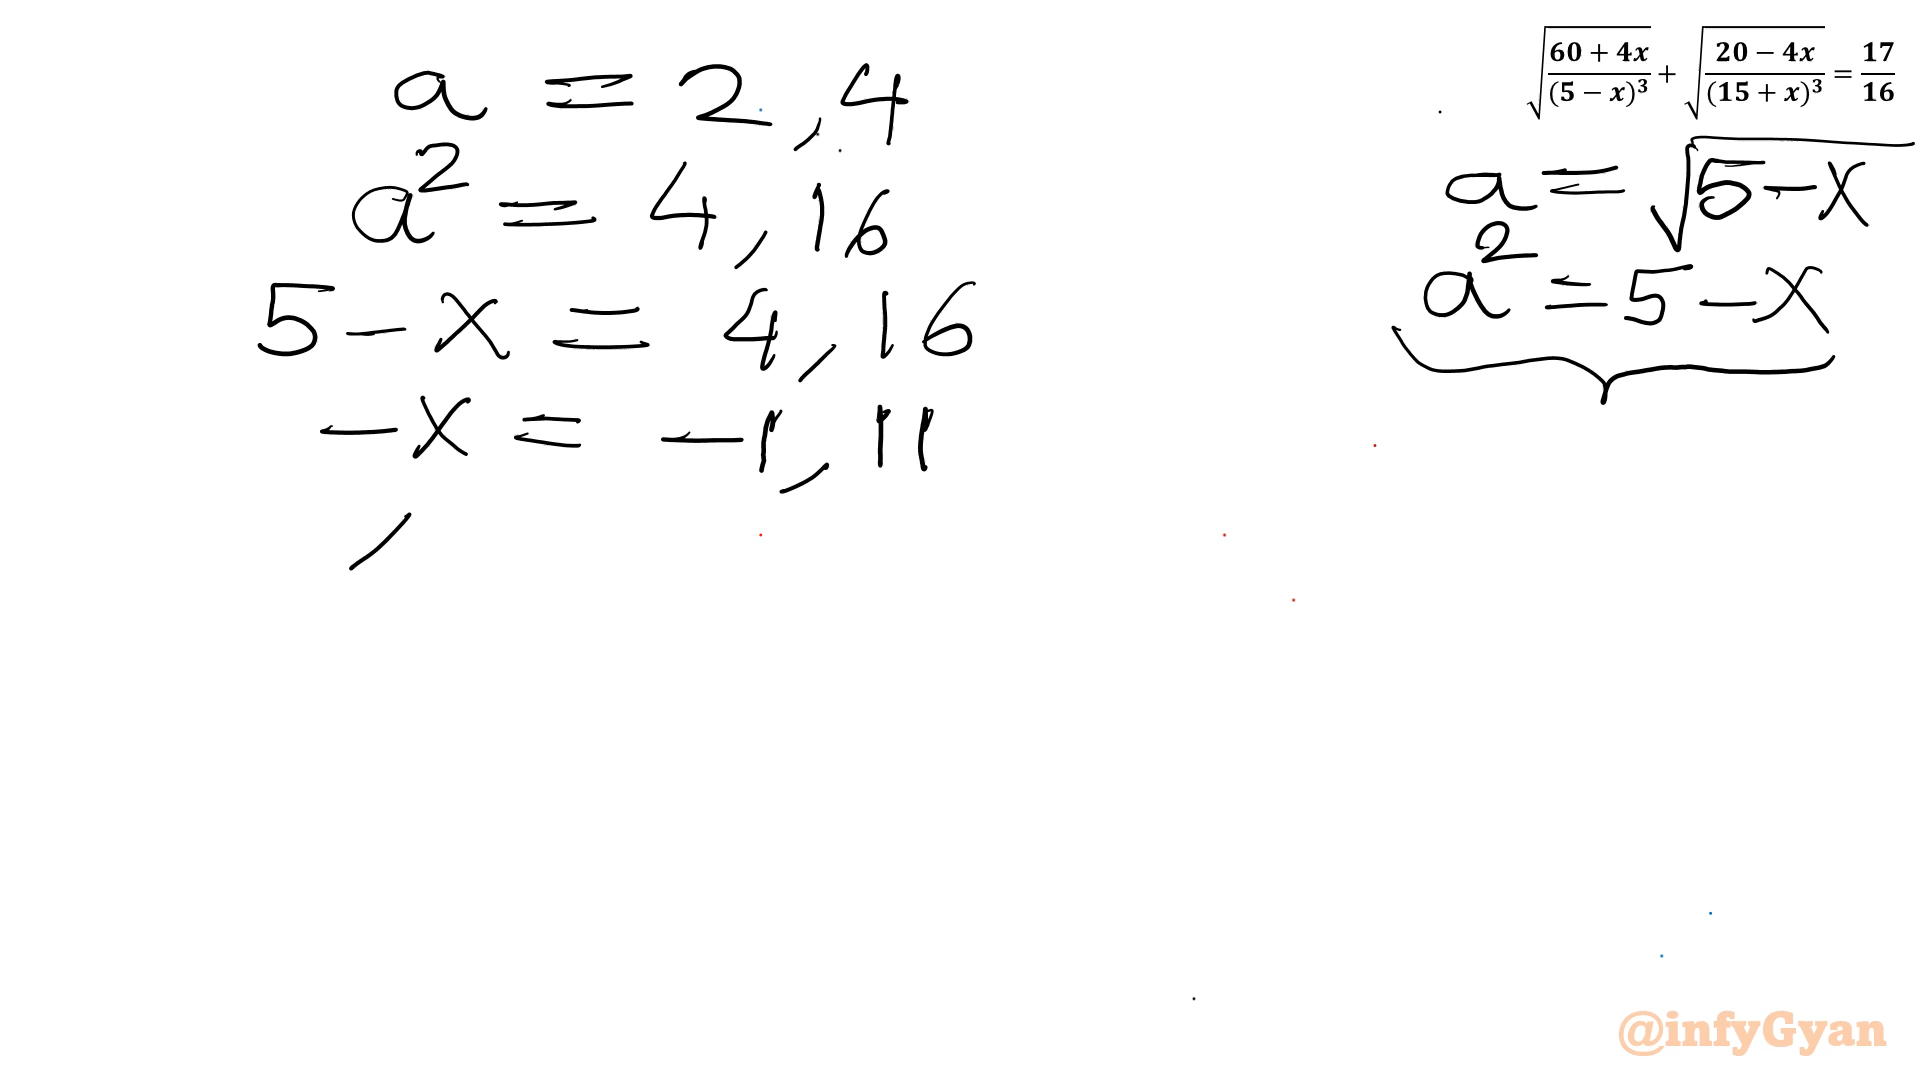 a = 2, 4
a² = 4, 16
5 - x = 4, 16
-x = -1, 11
,
√((60 + 4x)/(5 − x)³) + √((20 − 4x)/(15 + x)³) = 17/16
a = √(5-x)
a² = 5 - x
@infyGyan